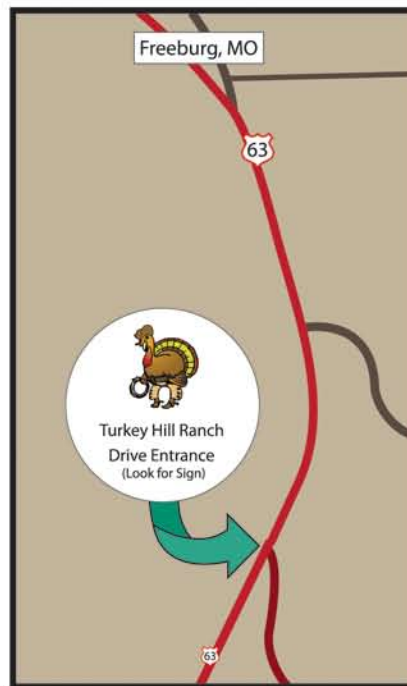 Freeburg, MO
63
Turkey Hill Ranch
Drive Entrance
(Look for Sign)
63